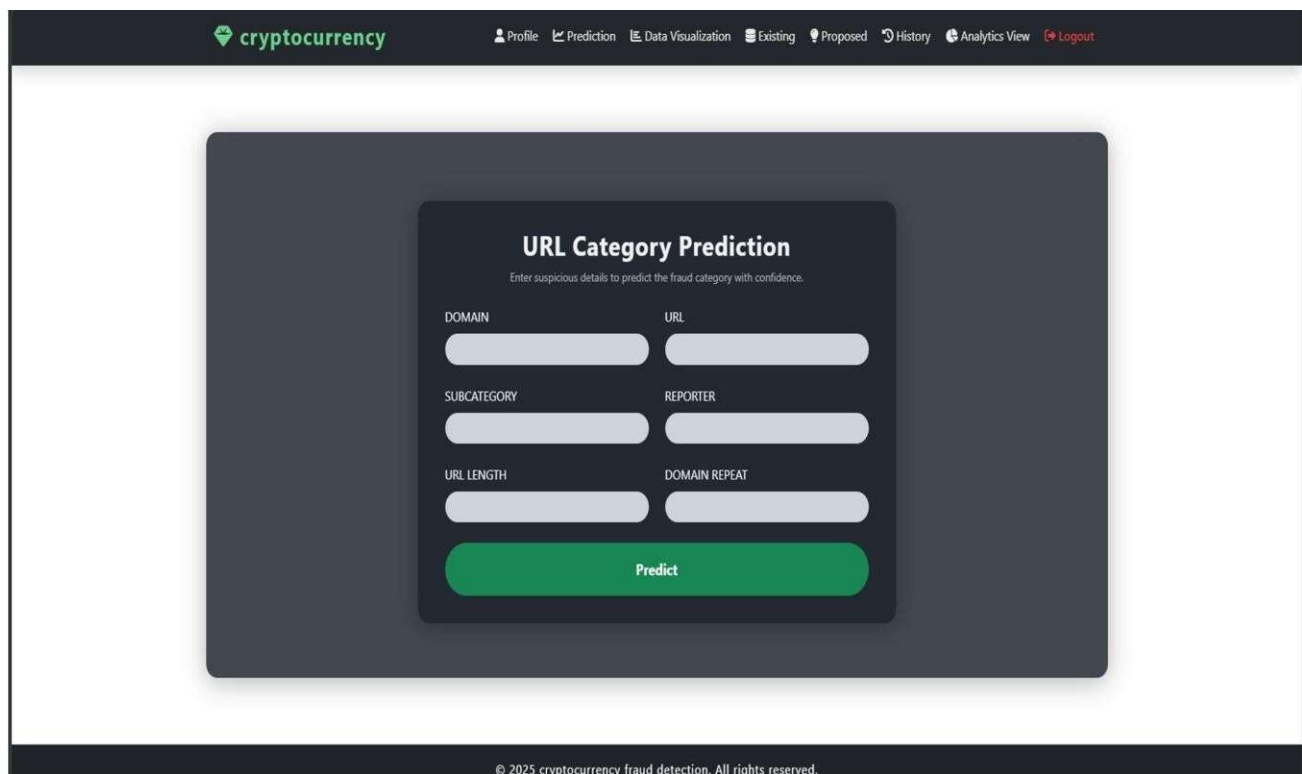 cryptocurrency Profile Prediction Data Visualization Existing Proposed History Analytics View Logout
URL Category Prediction
Enter suspicious details to predict the fraud category with confidence.
DOMAIN URL
SUBCATEGORY REPORTER
URL LENGTH DOMAIN REPEAT
Predict
© 2025 cryptocurrency fraud detection. All rights reserved.